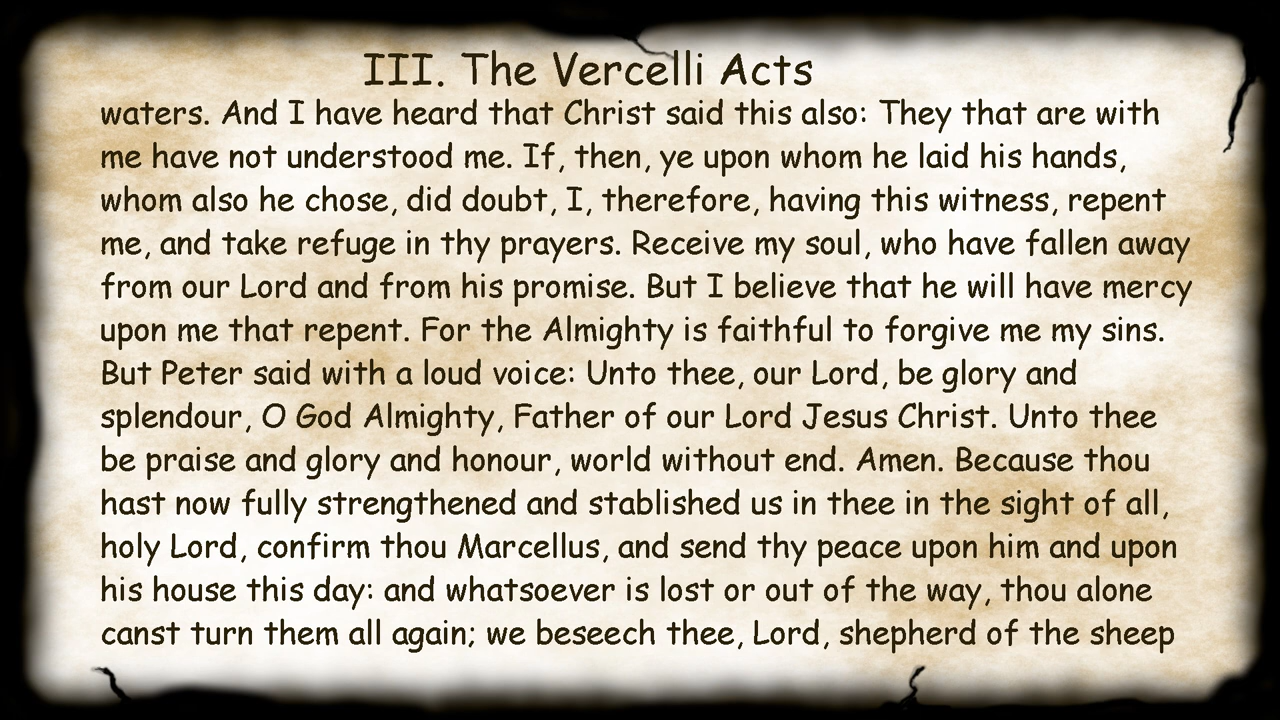 III. The Vercelli Acts
waters. And I have heard that Christ said this also: They that are with
me have not understood me. If, then, ye upon whom he laid his hands,
whom also he chose, did doubt, I, therefore, having this witness, repent
me, and take refuge in thy prayers. Receive my soul, who have fallen away
from our Lord and from his promise. But I believe that he will have mercy
upon me that repent. For the Almighty is faithful to forgive me my sins.
But Peter said with a loud voice: Unto thee, our Lord, be glory and
splendour, O God Almighty, Father of our Lord Jesus Christ. Unto thee
be praise and glory and honour, world without end. Amen. Because thou
hast now fully strengthened and stablished us in thee in the sight of all,
holy Lord, confirm thou Marcellus, and send thy peace upon him and upon
his house this day: and whatsoever is lost or out of the way, thou alone
canst turn them all again; we beseech thee, Lord, shepherd of the sheep